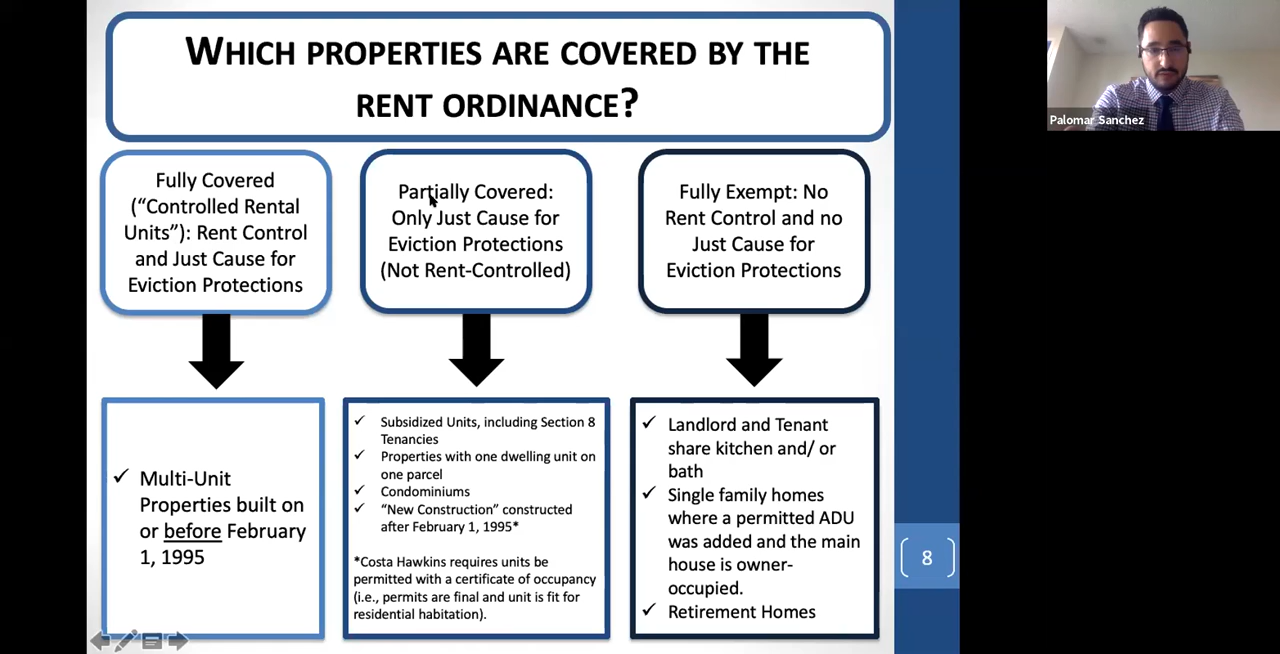 WHICH PROPERTIES ARE COVERED BY THE
RENT ORDINANCE?
Fully Covered
(“Controlled Rental
Units”): Rent Control
and Just Cause for
Eviction Protections
Partially Covered:
Only Just Cause for
Eviction Protections
(Not Rent-Controlled)
Fully Exempt: No
Rent Control and no
Just Cause for
Eviction Protections
✓ Multi-Unit
Properties built on
or before February
1, 1995
✓ Subsidized Units, including Section 8
Tenancies
✓ Properties with one dwelling unit on
one parcel
✓ Condominiums
✓ “New Construction” constructed
after February 1, 1995*
*Costa Hawkins requires units be
permitted with a certificate of occupancy
(i.e., permits are final and unit is fit for
residential habitation).
✓ Landlord and Tenant
share kitchen and/ or
bath
✓ Single family homes
where a permitted ADU
was added and the main
house is owner-
occupied.
✓ Retirement Homes
8
Palomar Sanchez